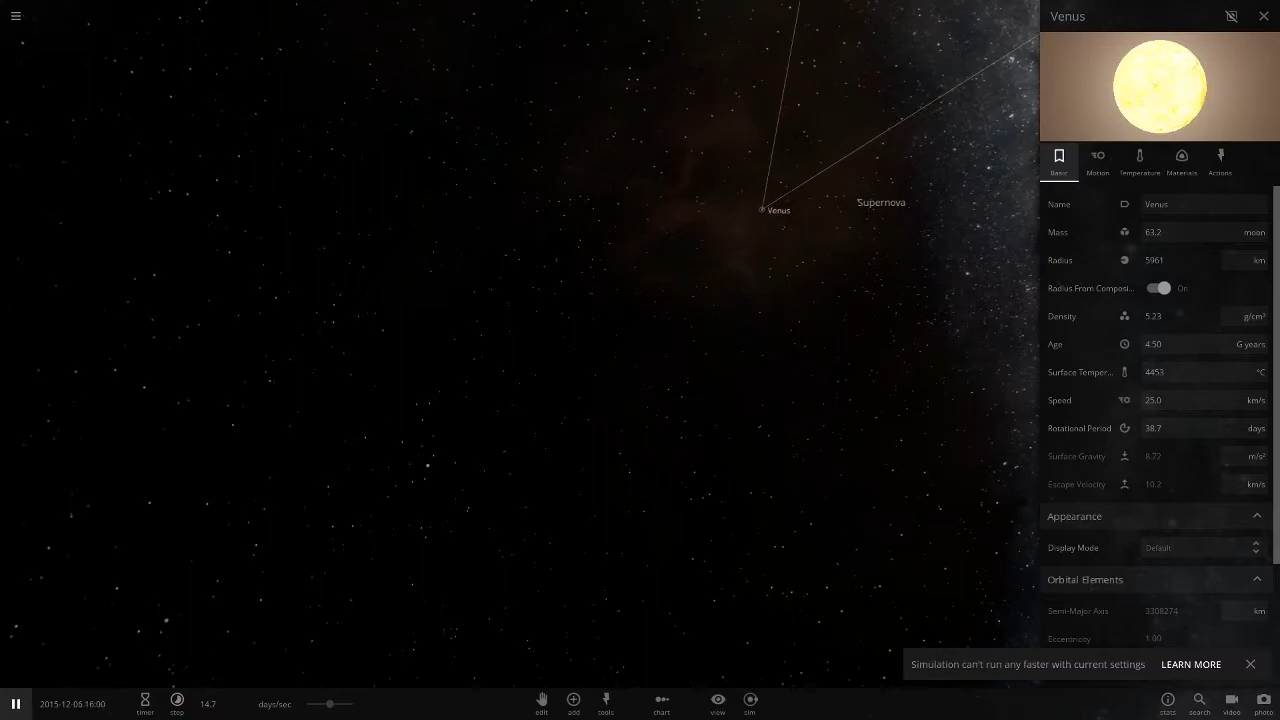 Venus
Basic
Motion
Temperature
Materials
Actions
Venus
Supernova
Name
Venus
Mass
63.2
moon
Radius
5961
km
Radius From Composi...
On
Density
5.23
g/cm³
Age
4.50
G years
Surface Temper...
4453
°C
Speed
25.0
km/s
Rotational Period
38.7
days
Surface Gravity
8.72
m/s²
Escape Velocity
10.2
km/s
Appearance
Display Mode
Default
Orbital Elements
Semi-Major Axis
3308274
km
Eccentricity
1.00
Simulation can't run any faster with current settings
LEARN MORE
2015-12-06 16:00
timer
step
14.7
days/sec
edit
add
tools
chart
view
sim
stats
search
video
photo